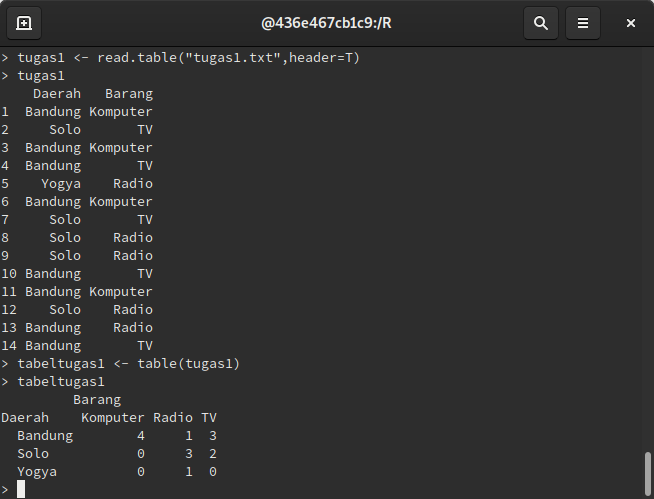 @436e467cb1c9:/R
> tugas1 <- read.table("tugas1.txt",header=T)
> tugas1
    Daerah   Barang
1  Bandung Komputer
2     Solo       TV
3  Bandung Komputer
4  Bandung       TV
5    Yogya    Radio
6  Bandung Komputer
7     Solo       TV
8     Solo    Radio
9     Solo    Radio
10 Bandung       TV
11 Bandung Komputer
12    Solo    Radio
13 Bandung    Radio
14 Bandung       TV
> tabeltugas1 <- table(tugas1)
> tabeltugas1
         Barang
Daerah    Komputer Radio TV
  Bandung        4     1  3
  Solo           0     3  2
  Yogya          0     1  0
>